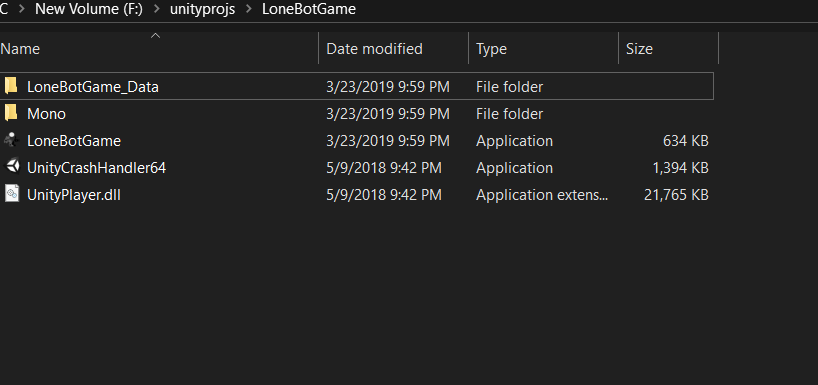 C > New Volume (F:) > unityprojs > LoneBotGame
Name Date modified Type Size
LoneBotGame_Data 3/23/2019 9:59 PM File folder
Mono 3/23/2019 9:59 PM File folder
LoneBotGame 3/23/2019 9:59 PM Application 634 KB
UnityCrashHandler64 5/9/2018 9:42 PM Application 1,394 KB
UnityPlayer.dll 5/9/2018 9:42 PM Application extens... 21,765 KB